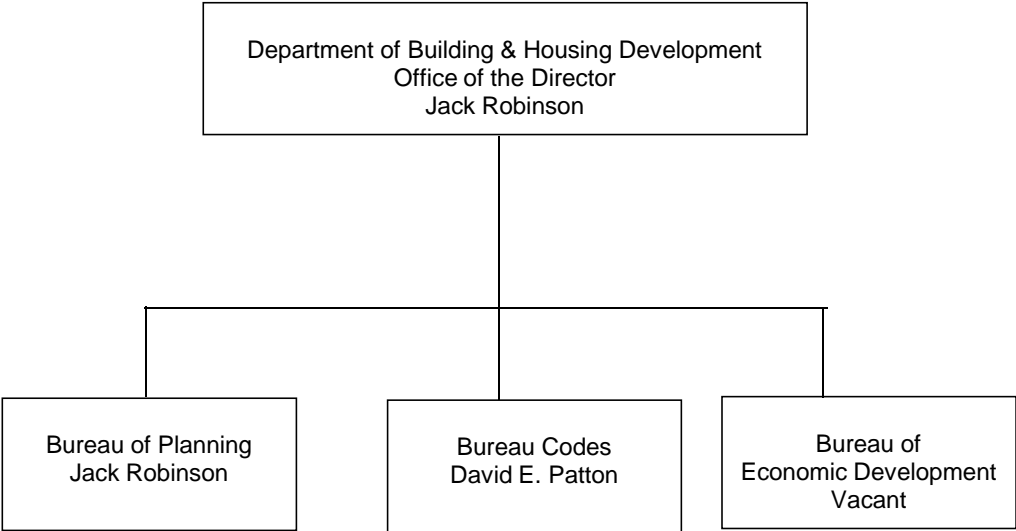 Department of Building & Housing Development
Office of the Director
Jack Robinson
Bureau of Planning
Jack Robinson
Bureau Codes
David E. Patton
Bureau of
Economic Development
Vacant